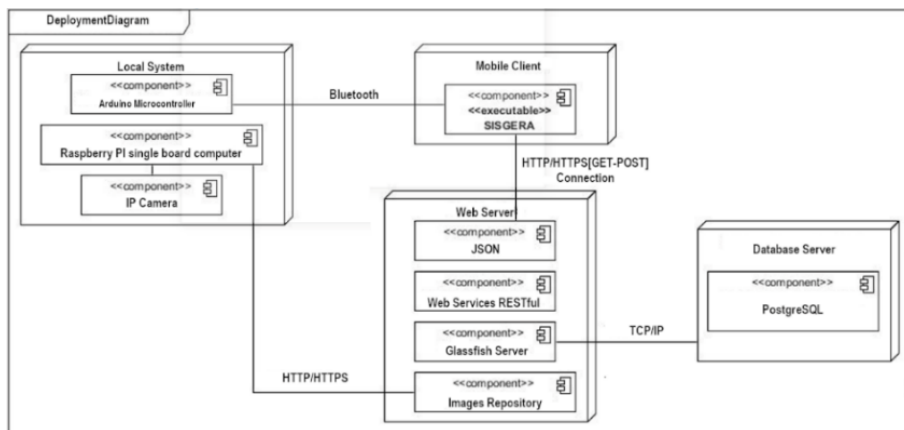 DeploymentDiagram
Local System
<<component>>
Arduino Microcontroller
<<component>>
Raspberry PI single board computer
<<component>>
IP Camera
Bluetooth
Mobile Client
<<component>>
<<executable>>
SISGERA
HTTP/HTTPS[GET-POST]
Connection
Web Server
<<component>>
JSON
<<component>>
Web Services RESTful
<<component>>
Glassfish Server
<<component>>
Images Repository
HTTP/HTTPS
TCP/IP
Database Server
<<component>>
PostgreSQL